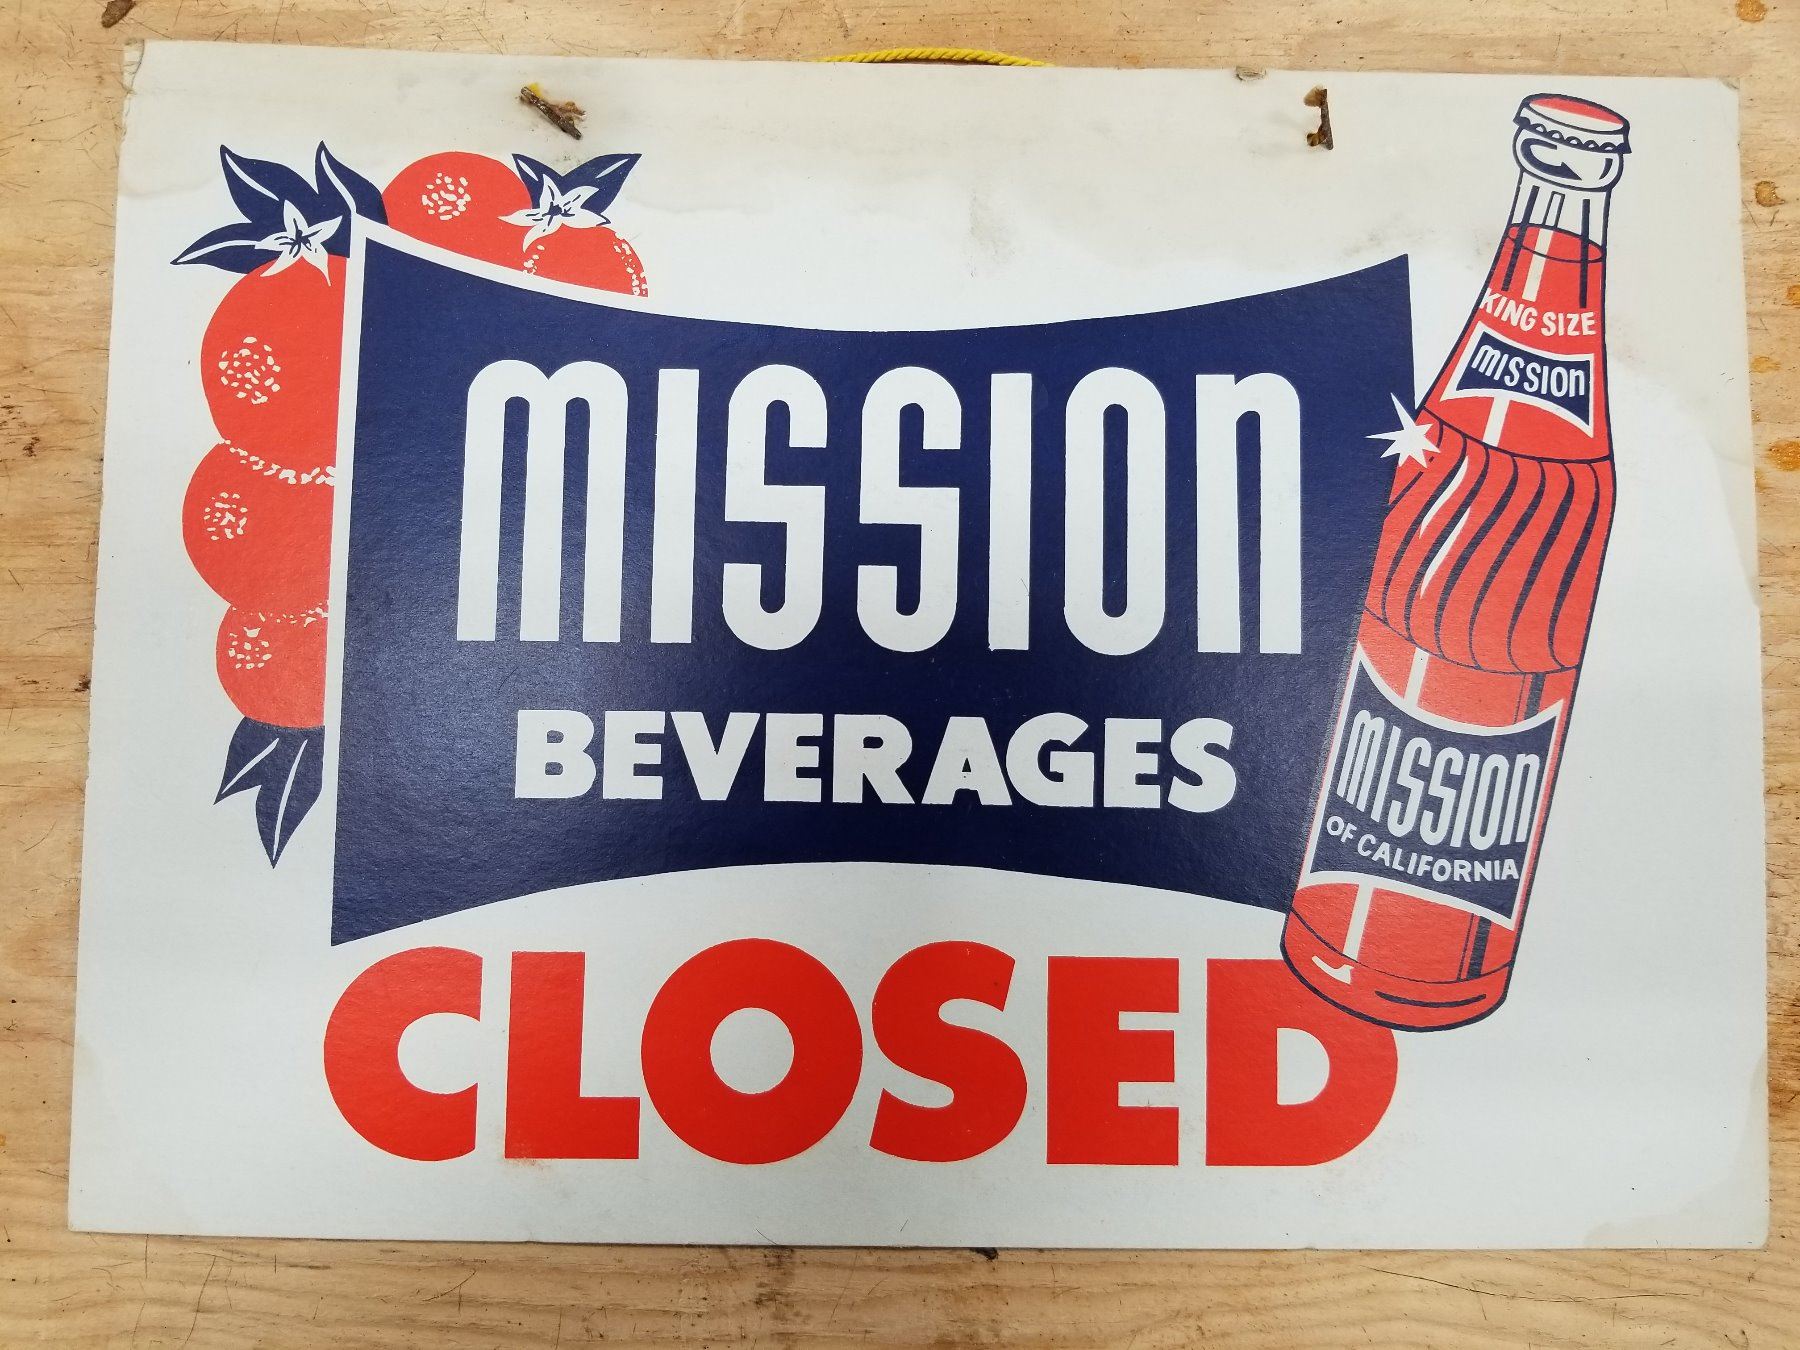 MISSION
BEVERAGES
CLOSED
KING SIZE
MISSION
MISSION
OF CALIFORNIA